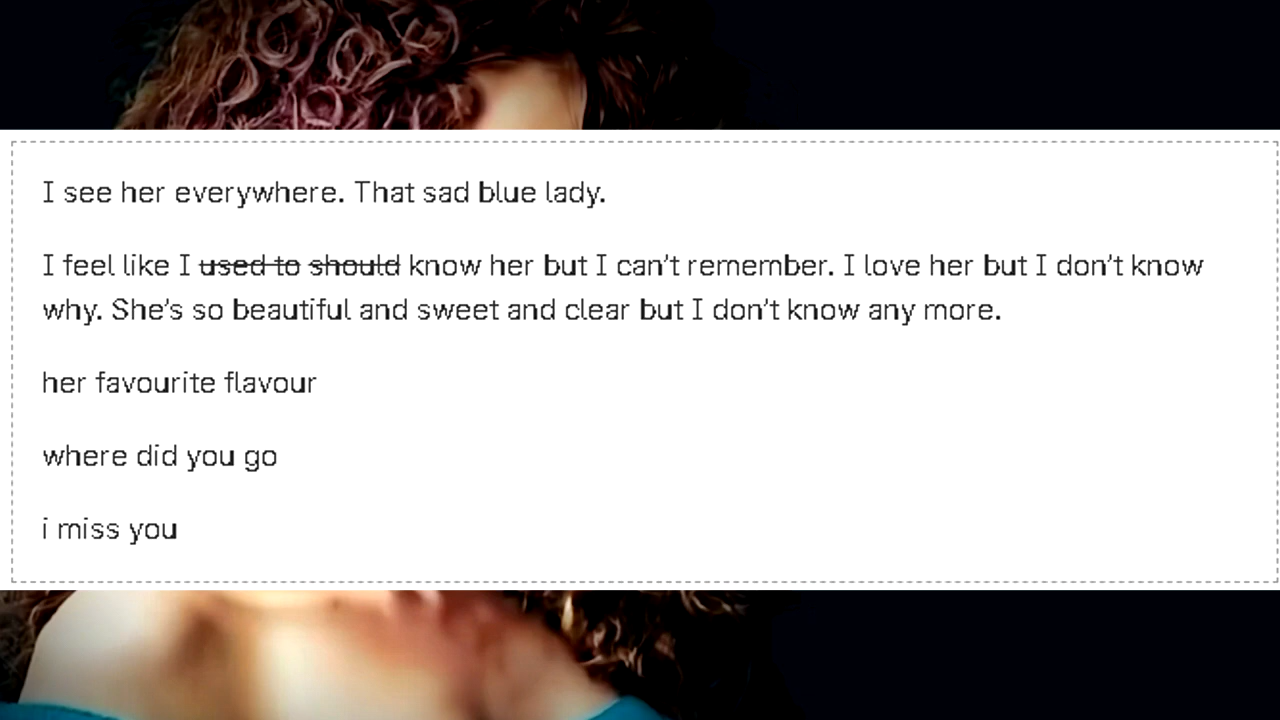 I see her everywhere. That sad blue lady.
I feel like I used to should know her but I can't remember. I love her but I don't know
why. She's so beautiful and sweet and clear but I don't know any more.
her favourite flavour
where did you go
i miss you